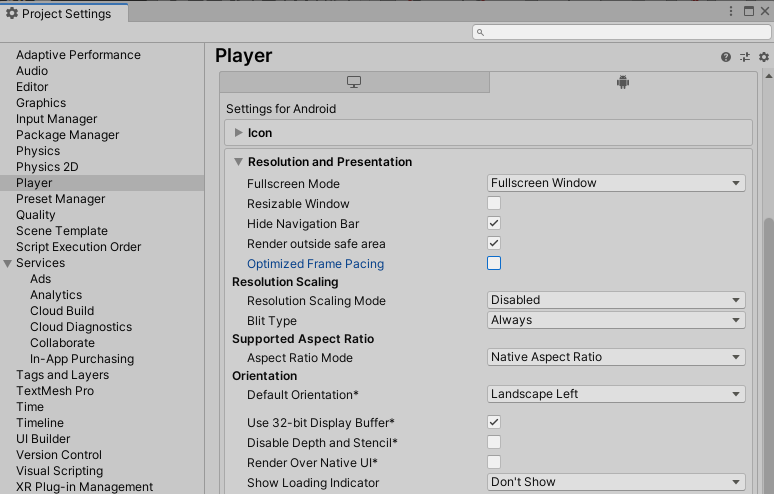 Project Settings
Adaptive Performance
Audio
Editor
Graphics
Input Manager
Package Manager
Physics
Physics 2D
Player
Preset Manager
Quality
Scene Template
Script Execution Order
Services
Ads
Analytics
Cloud Build
Cloud Diagnostics
Collaborate
In-App Purchasing
Tags and Layers
TextMesh Pro
Time
Timeline
UI Builder
Version Control
Visual Scripting
XR Plug-in Management
Player
Settings for Android
Icon
Resolution and Presentation
Fullscreen Mode Fullscreen Window
Resizable Window
Hide Navigation Bar
Render outside safe area
Optimized Frame Pacing
Resolution Scaling
Resolution Scaling Mode Disabled
Blit Type Always
Supported Aspect Ratio
Aspect Ratio Mode Native Aspect Ratio
Orientation
Default Orientation* Landscape Left
Use 32-bit Display Buffer*
Disable Depth and Stencil*
Render Over Native UI*
Show Loading Indicator Don't Show